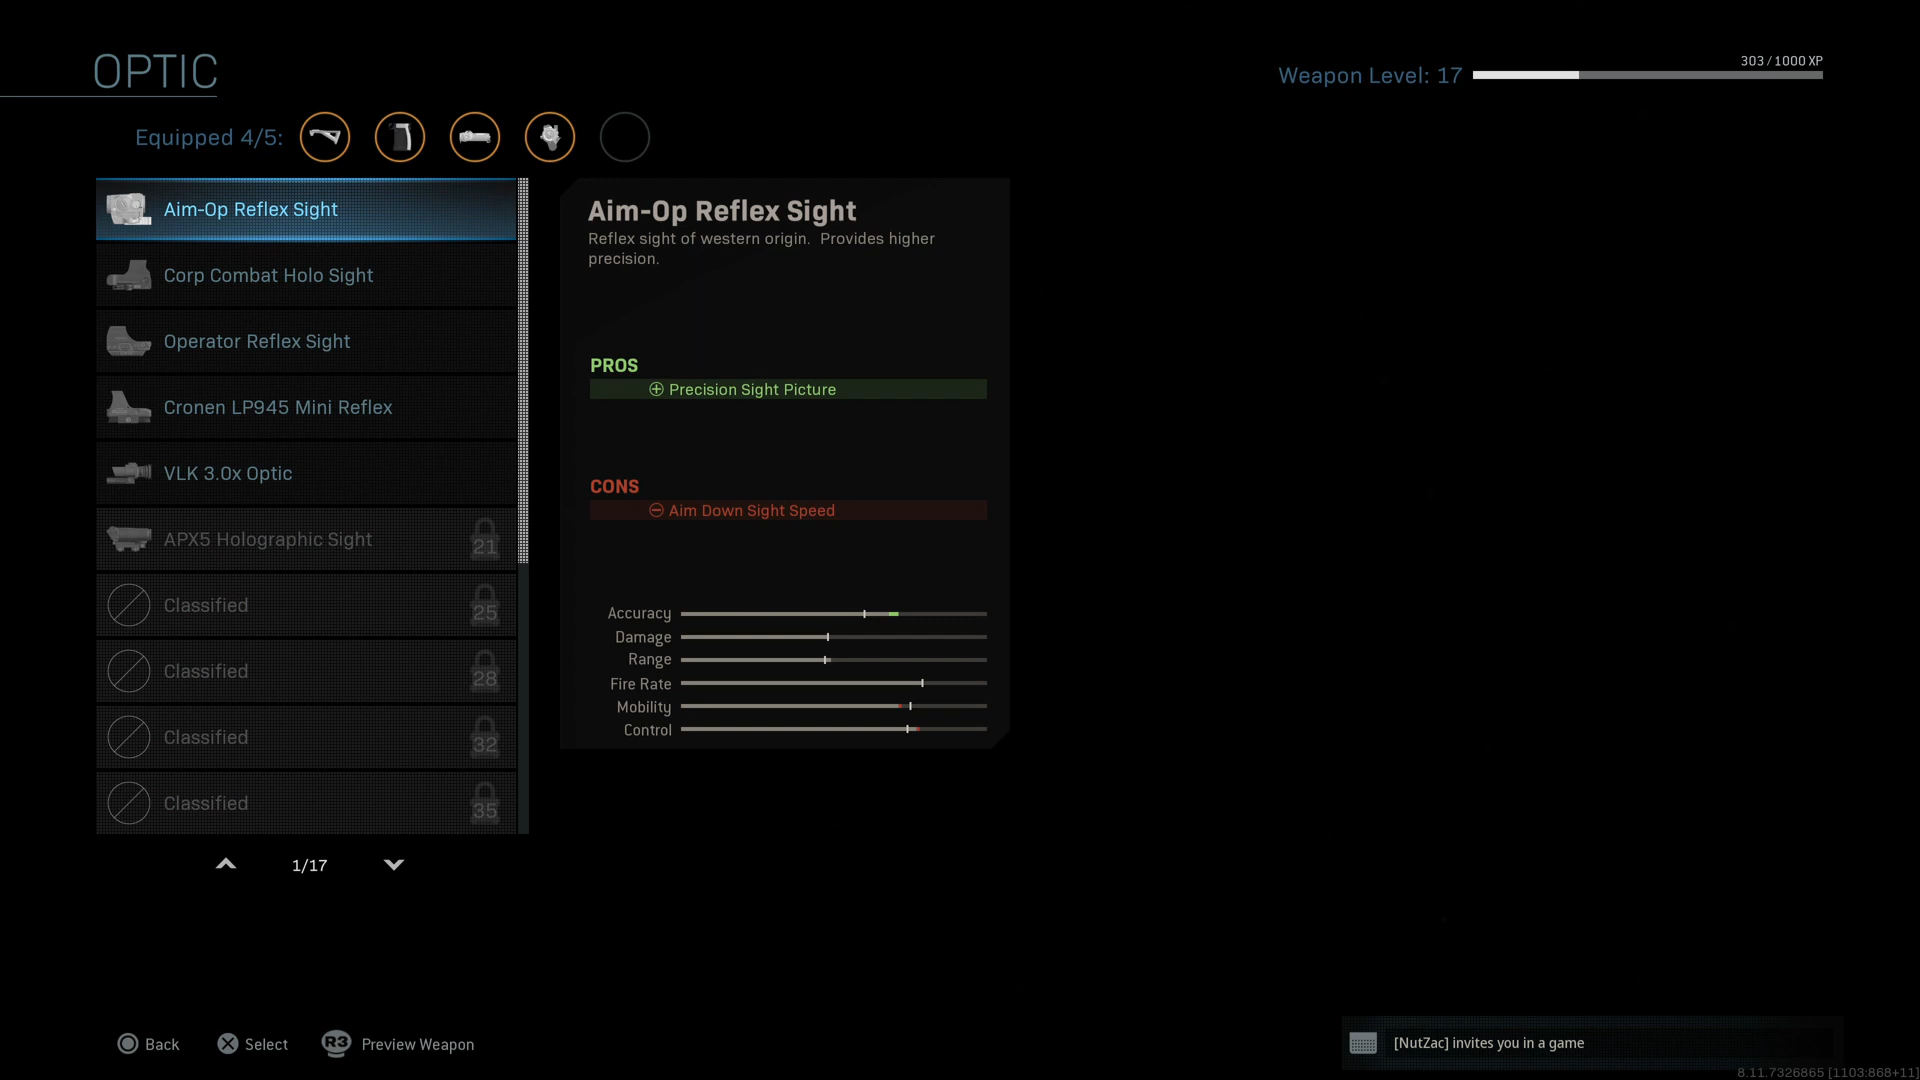 OPTIC
Weapon Level: 17
303 / 1000 XP
Equipped 4/5:
Aim-Op Reflex Sight
Corp Combat Holo Sight
Operator Reflex Sight
Cronen LP945 Mini Reflex
VLK 3.0x Optic
APX5 Holographic Sight 21
Classified 25
Classified 28
Classified 32
Classified 35
1/17
Aim-Op Reflex Sight
Reflex sight of western origin. Provides higher
precision.
PROS
Precision Sight Picture
CONS
Aim Down Sight Speed
Accuracy
Damage
Range
Fire Rate
Mobility
Control
Back
Select
R3 Preview Weapon
[NutZac] invites you in a game
8.11.7326865 [1103:868+11]